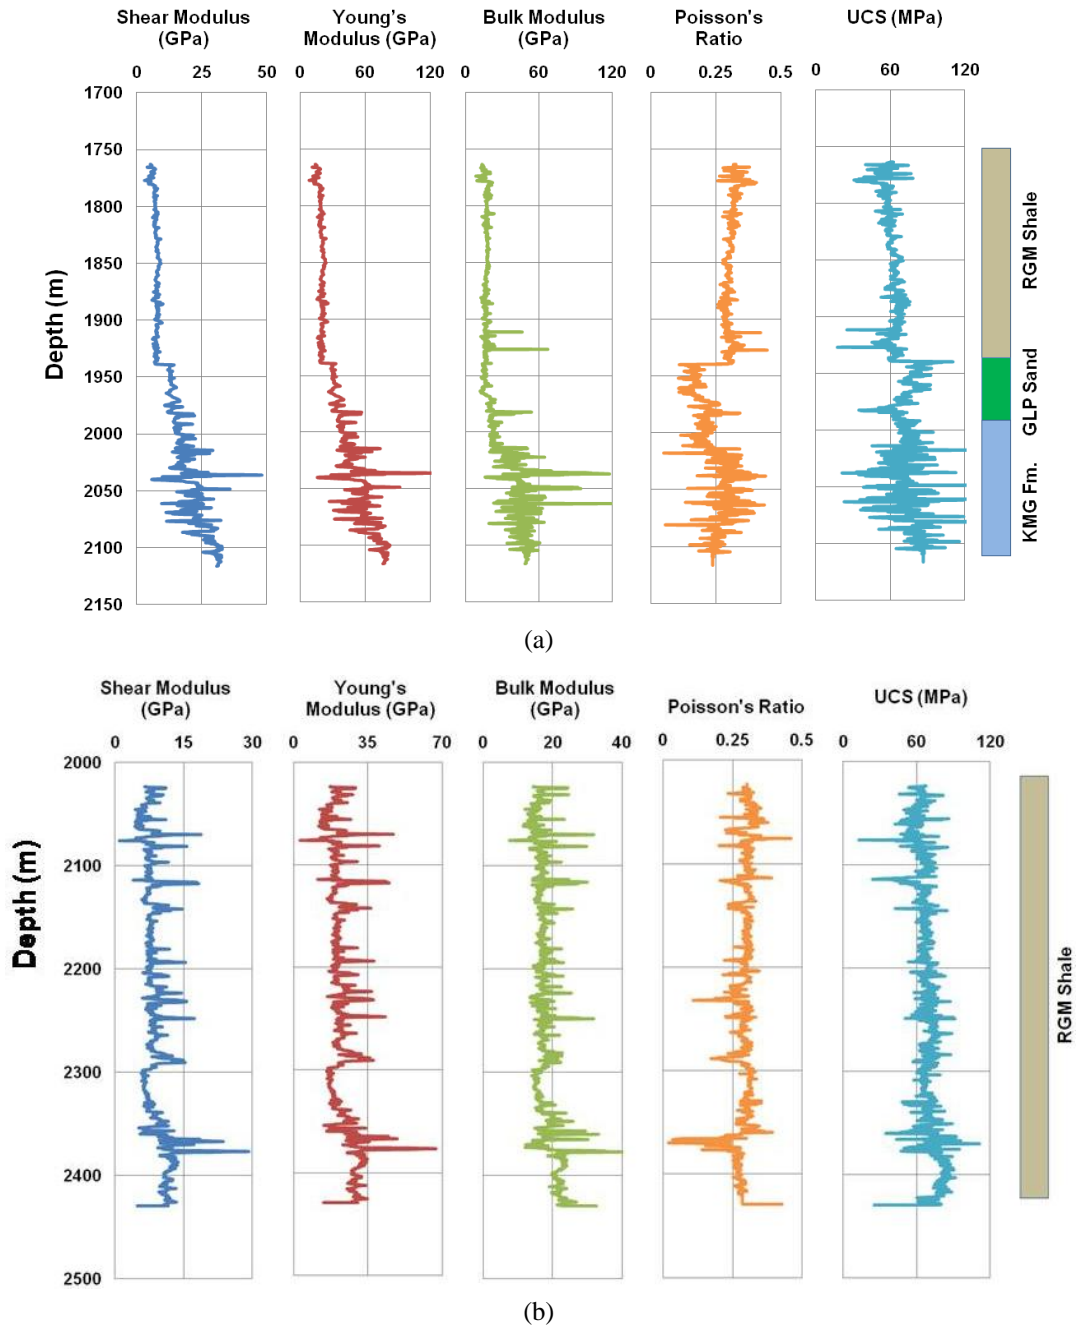 Shear Modulus
(GPa)
Young's
Modulus (GPa)
Bulk Modulus
(GPa)
Poisson's
Ratio
UCS (MPa)
0 25 50
0 60 120
0 60 120
0 0.25 0.5
0 60 120
1700
1750
1800
1850
1900
1950
2000
2050
2100
2150
Depth (m)
RGM Shale
GLP Sand
KMG Fm.
(a)
Shear Modulus
(GPa)
Young's
Modulus (GPa)
Bulk Modulus
(GPa)
Poisson's Ratio
UCS (MPa)
0 15 30
0 35 70
0 20 40
0 0.25 0.5
0 60 120
2000
2100
2200
2300
2400
2500
Depth (m)
RGM Shale
(b)